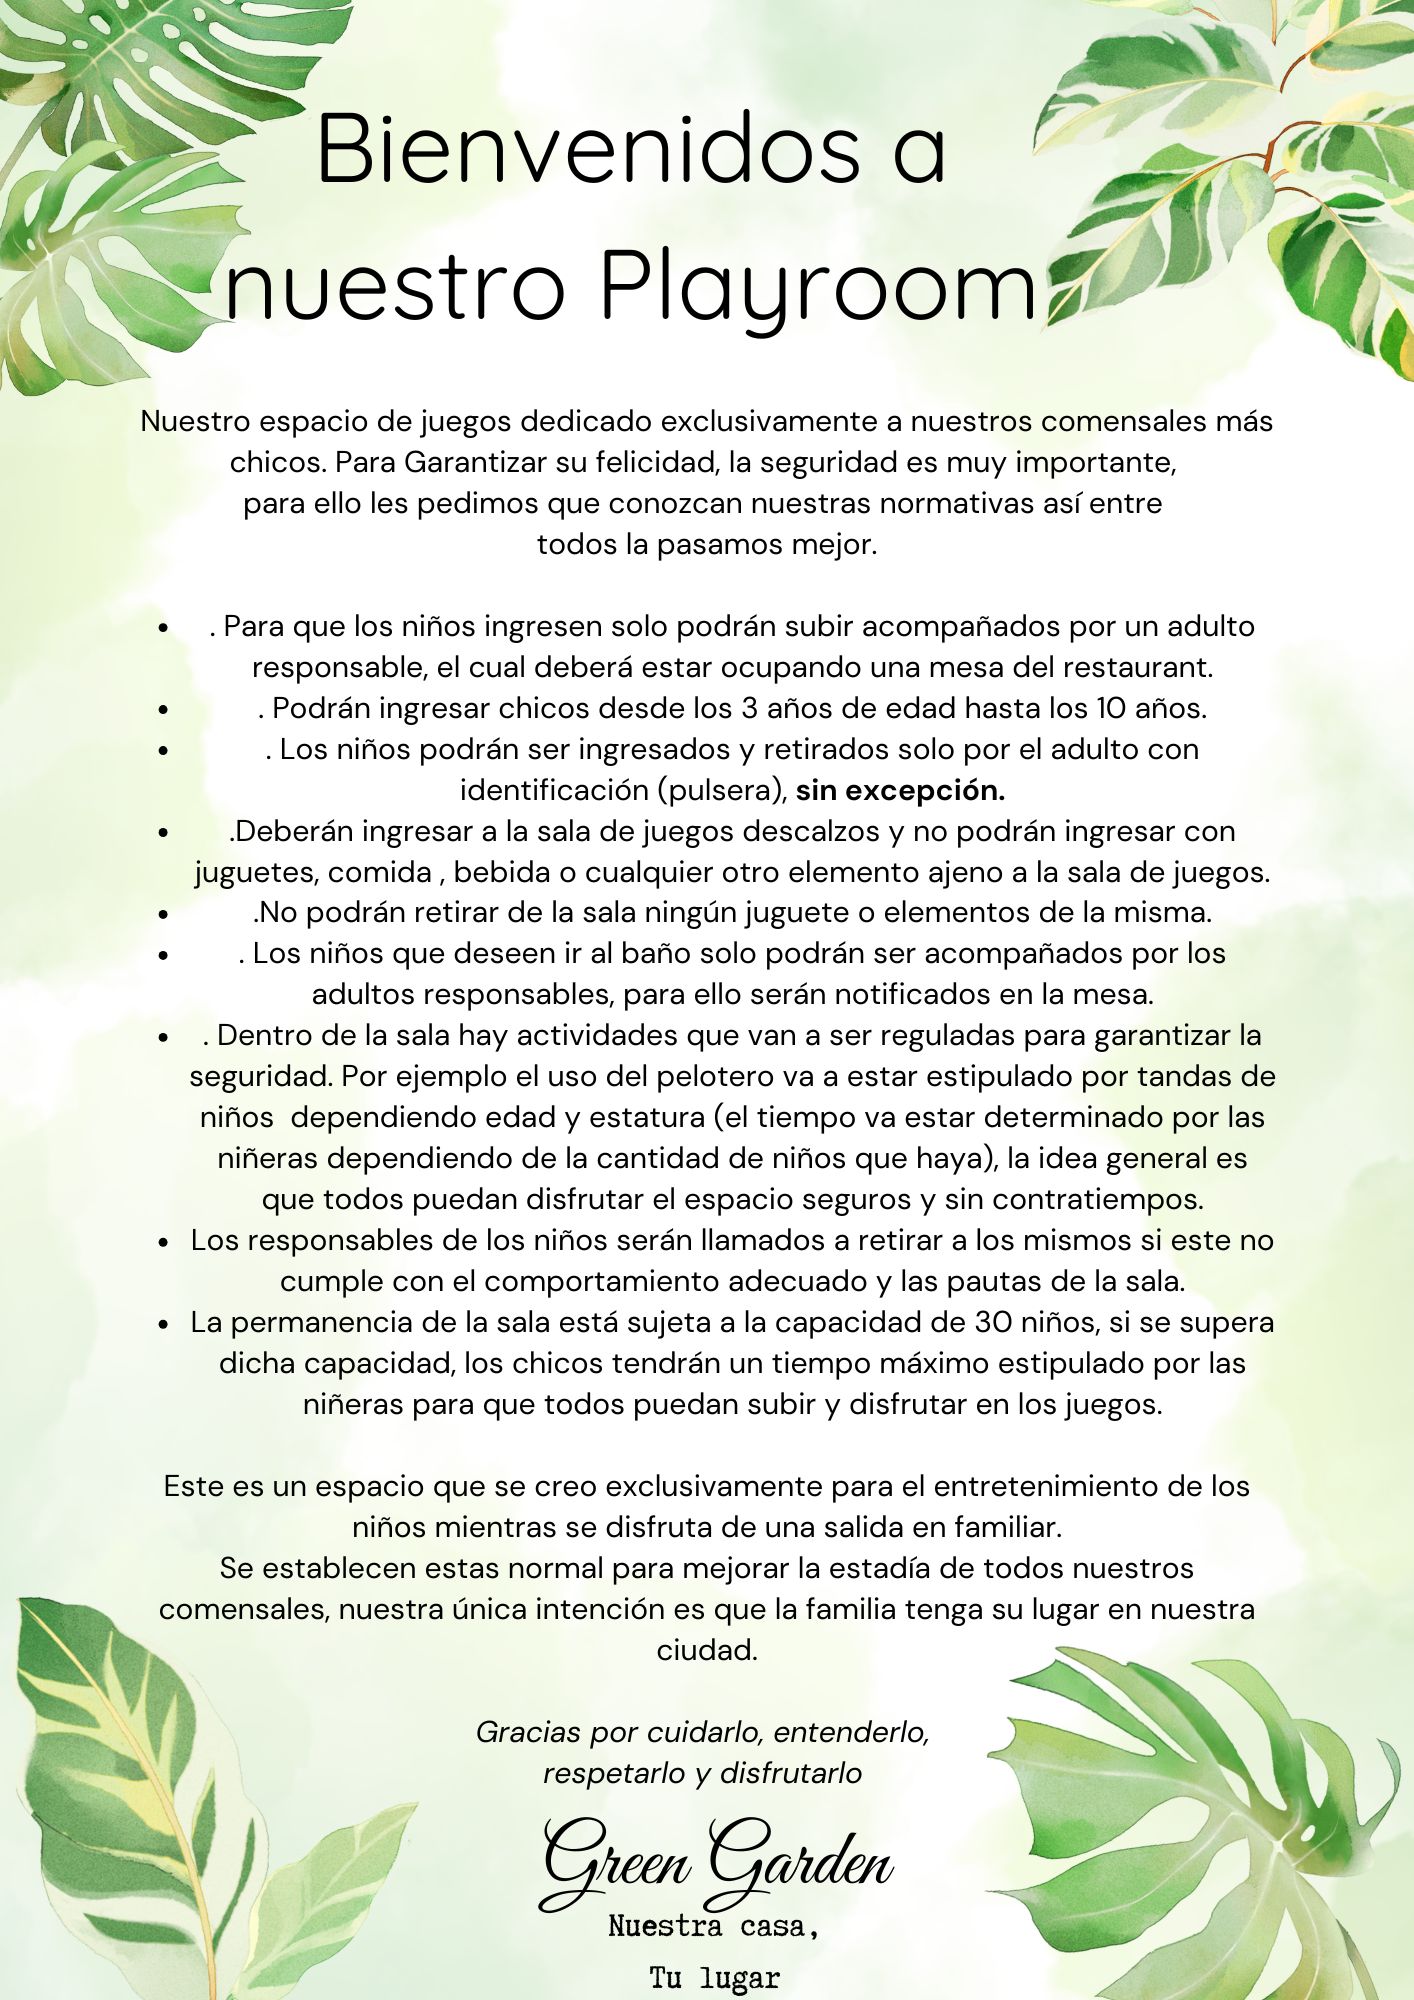 Bienvenidos a
nuestro Playroom
Nuestro espacio de juegos dedicado exclusivamente a nuestros comensales más
chicos. Para Garantizar su felicidad, la seguridad es muy importante,
para ello les pedimos que conozcan nuestras normativas así entre
todos la pasamos mejor.
• . Para que los niños ingresen solo podrán subir acompañados por un adulto
responsable, el cual deberá estar ocupando una mesa del restaurant.
• . Podrán ingresar chicos desde los 3 años de edad hasta los 10 años.
• . Los niños podrán ser ingresados y retirados solo por el adulto con
identificación (pulsera), sin excepción.
• .Deberán ingresar a la sala de juegos descalzos y no podrán ingresar con
juguetes, comida , bebida o cualquier otro elemento ajeno a la sala de juegos.
• .No podrán retirar de la sala ningún juguete o elementos de la misma.
• . Los niños que deseen ir al baño solo podrán ser acompañados por los
adultos responsables, para ello serán notificados en la mesa.
• . Dentro de la sala hay actividades que van a ser reguladas para garantizar la
seguridad. Por ejemplo el uso del pelotero va a estar estipulado por tandas de
niños  dependiendo edad y estatura (el tiempo va estar determinado por las
niñeras dependiendo de la cantidad de niños que haya), la idea general es
que todos puedan disfrutar el espacio seguros y sin contratiempos.
• Los responsables de los niños serán llamados a retirar a los mismos si este no
cumple con el comportamiento adecuado y las pautas de la sala.
• La permanencia de la sala está sujeta a la capacidad de 30 niños, si se supera
dicha capacidad, los chicos tendrán un tiempo máximo estipulado por las
niñeras para que todos puedan subir y disfrutar en los juegos.
Este es un espacio que se creo exclusivamente para el entretenimiento de los
niños mientras se disfruta de una salida en familiar.
Se establecen estas normal para mejorar la estadía de todos nuestros
comensales, nuestra única intención es que la familia tenga su lugar en nuestra
ciudad.
Gracias por cuidarlo, entenderlo,
respetarlo y disfrutarlo
Green Garden
Nuestra casa,
Tu lugar